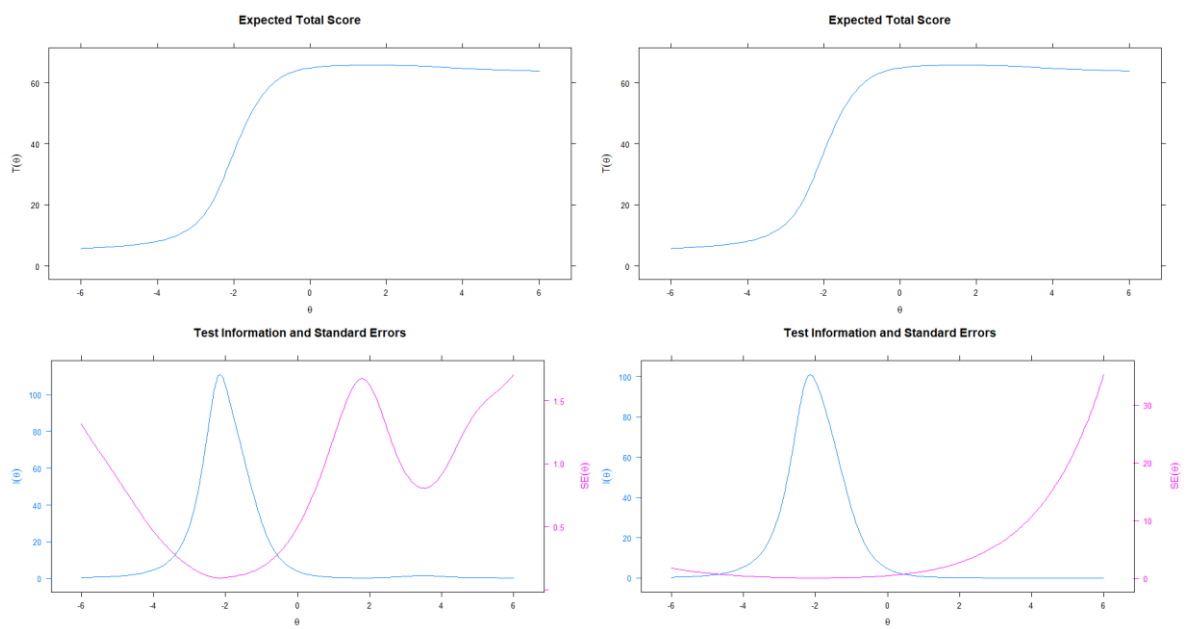 Expected Total Score
T(θ)
60
40
20
0
-6 -4 -2 0 2 4 6
θ
Expected Total Score
T(θ)
60
40
20
0
-6 -4 -2 0 2 4 6
θ
Test Information and Standard Errors
I(θ)
100
80
60
40
20
0
1.5
1.0
0.5
SE(θ)
-6 -4 -2 0 2 4 6
θ
Test Information and Standard Errors
I(θ)
100
80
60
40
20
0
30
20
10
0
SE(θ)
-6 -4 -2 0 2 4 6
θ